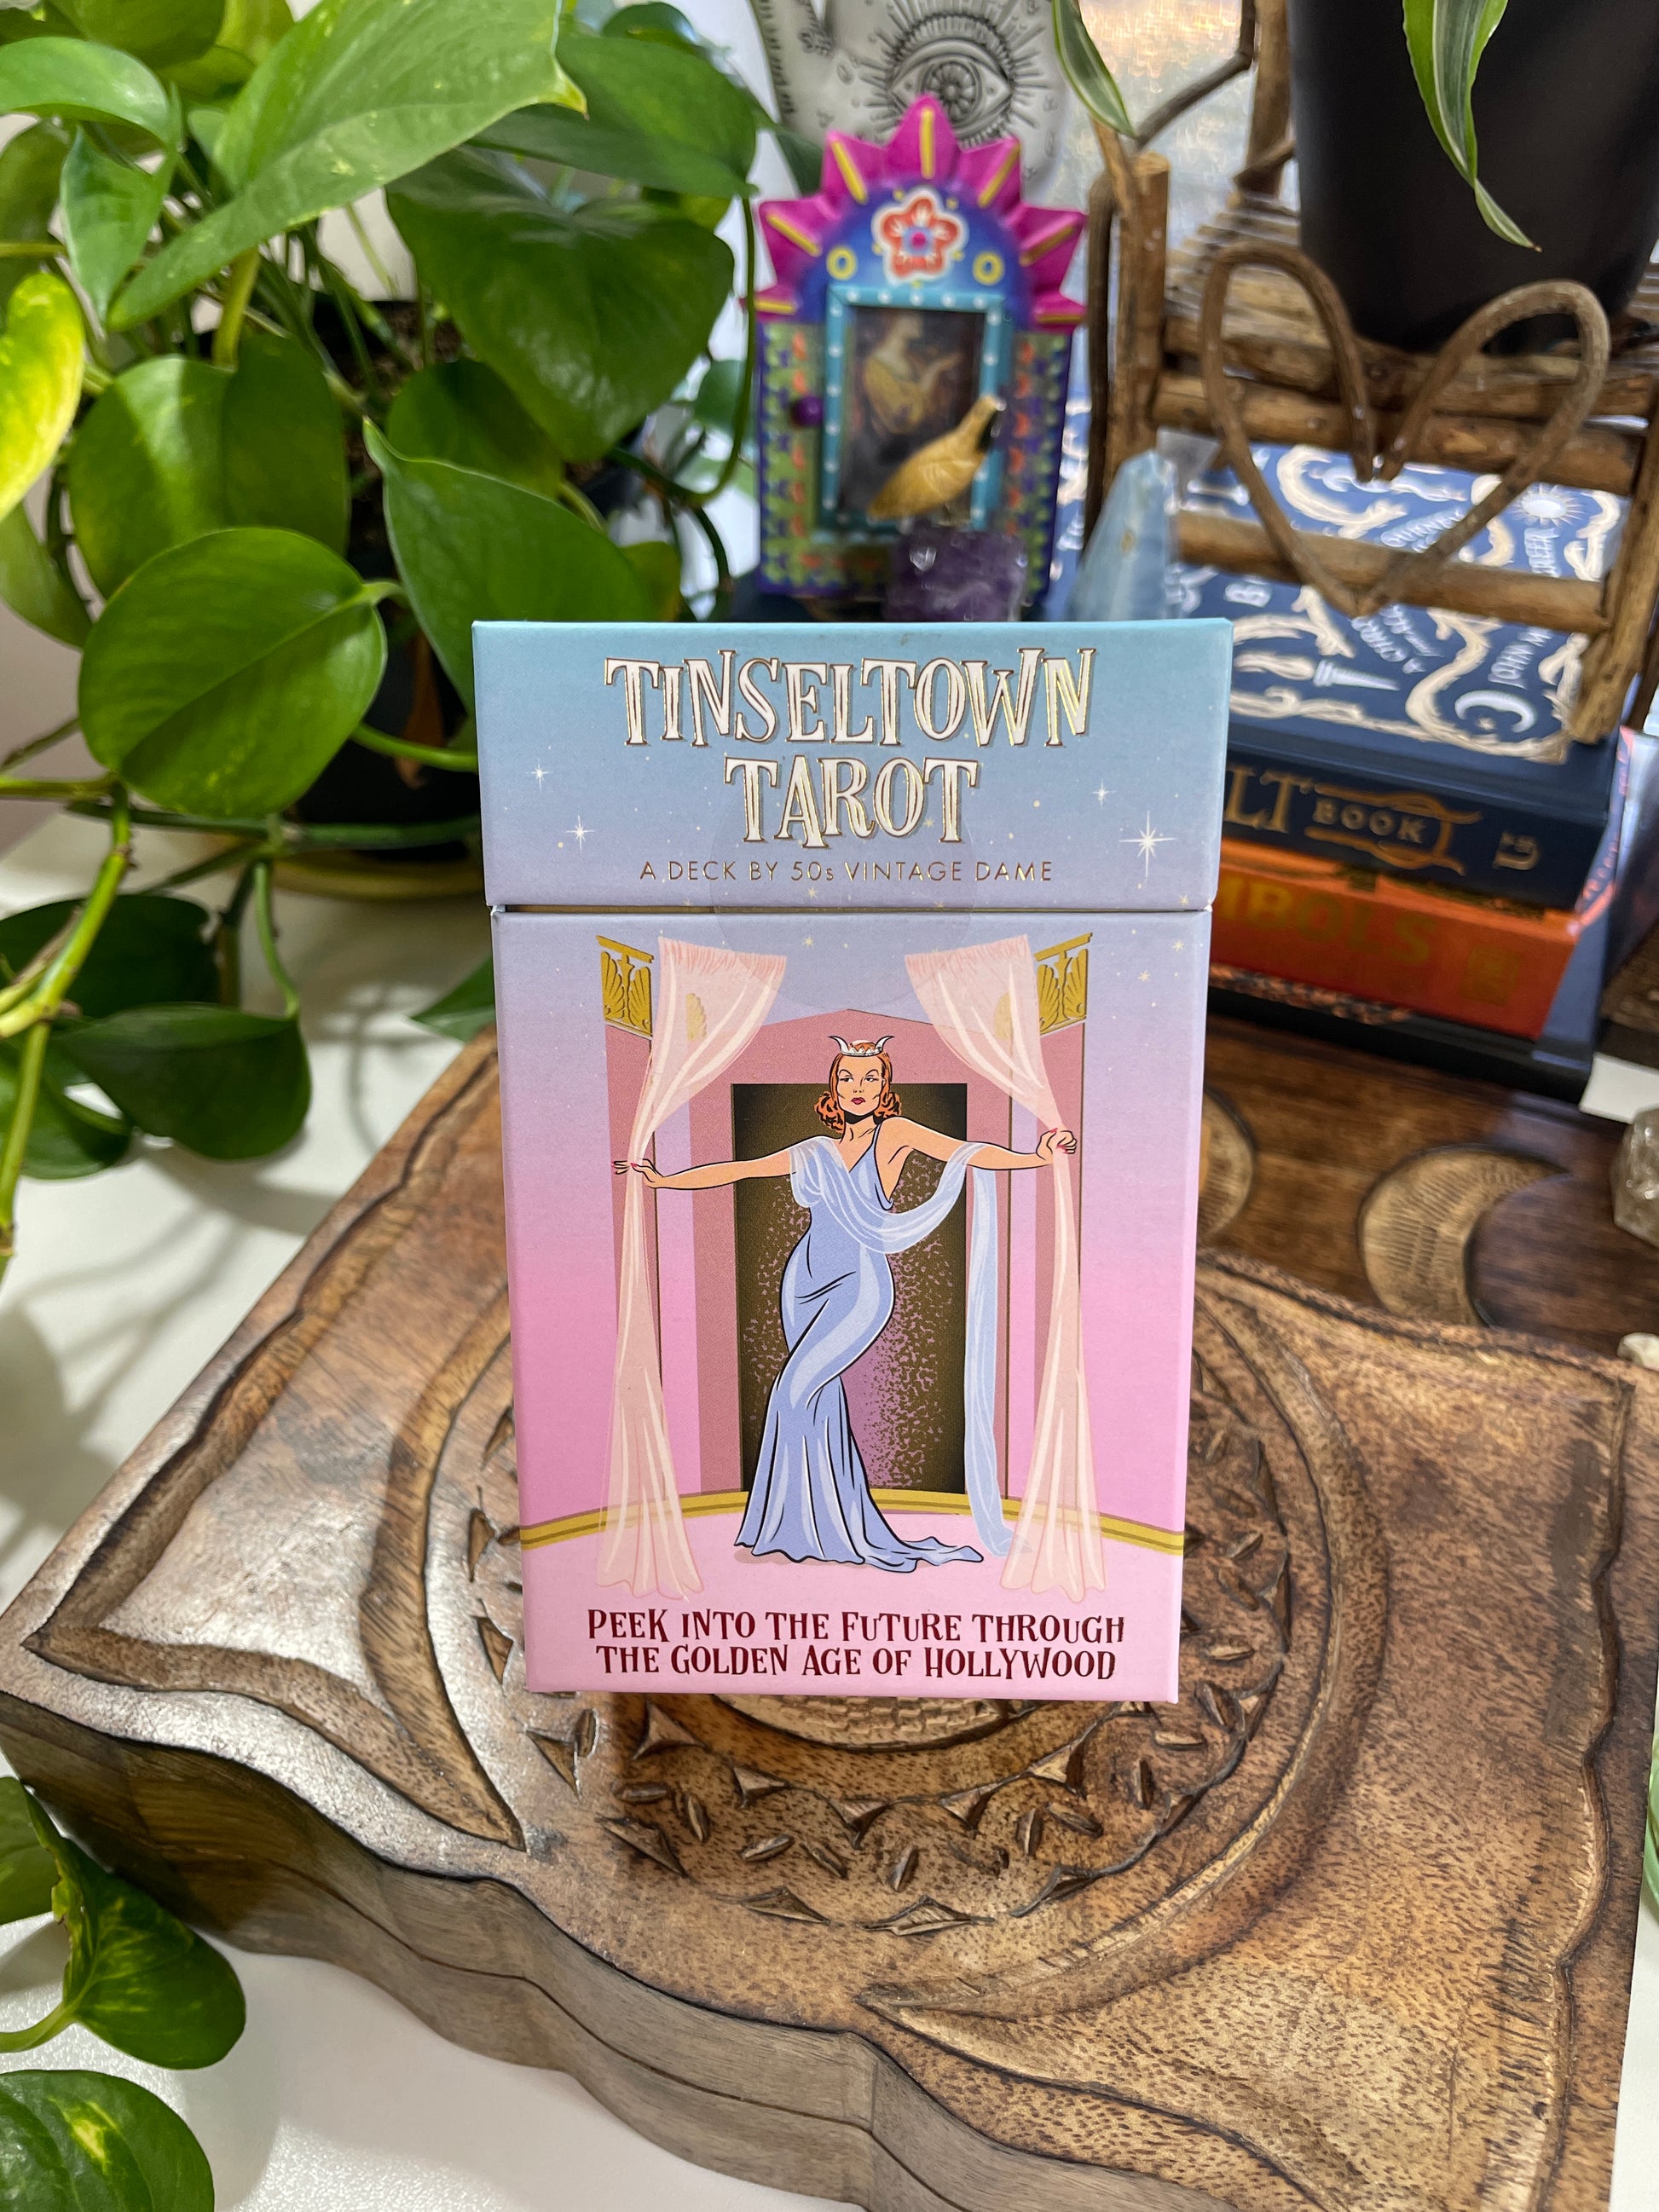 TINSELTOWN
TAROT
A DECK BY 50s VINTAGE DAME
PEEK INTO THE FUTURE THROUGH
THE GOLDEN AGE OF HOLLYWOOD
BOOK